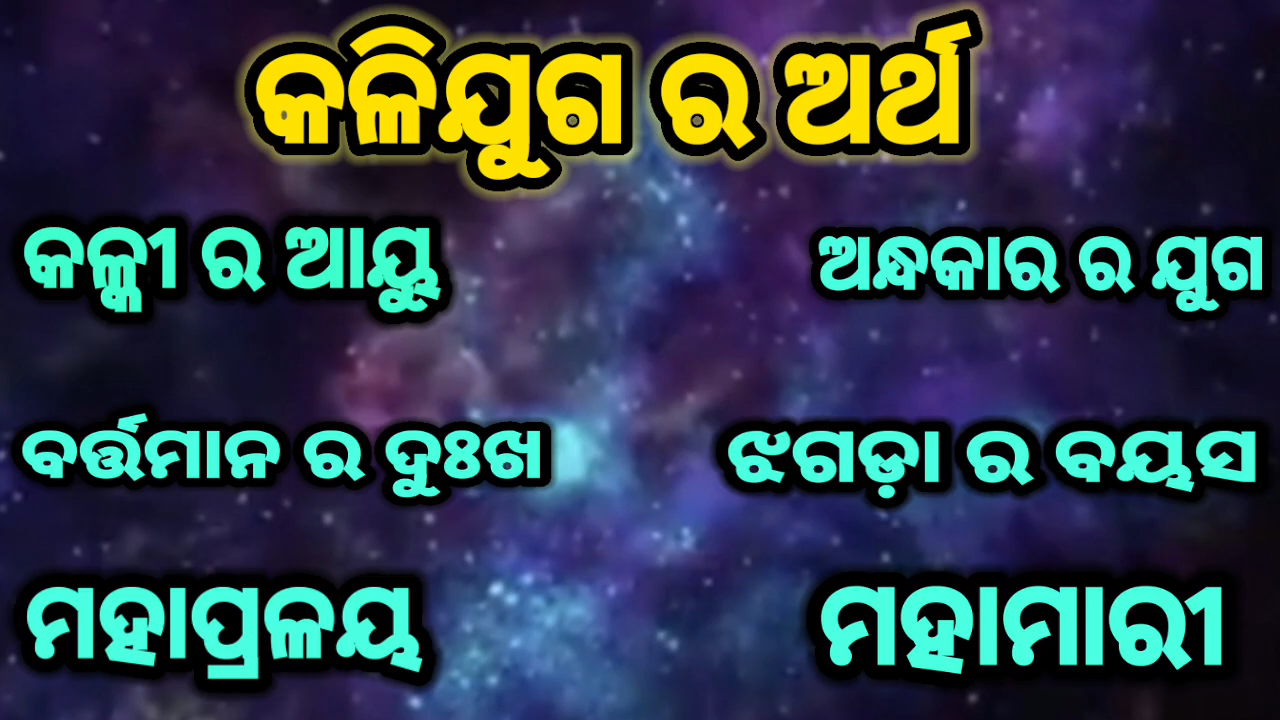 କଳିଯୁଗ ର ଅର୍ଥ
କଳ୍କୀ ର ଆୟୁ
ଅନ୍ଧକାର ର ଯୁଗ
ବର୍ତ୍ତମାନ ର ଦୁଃଖ
ଝଗଡ଼ା ର ବୟସ
ମହାପ୍ରଳୟ
ମହାମାରୀ